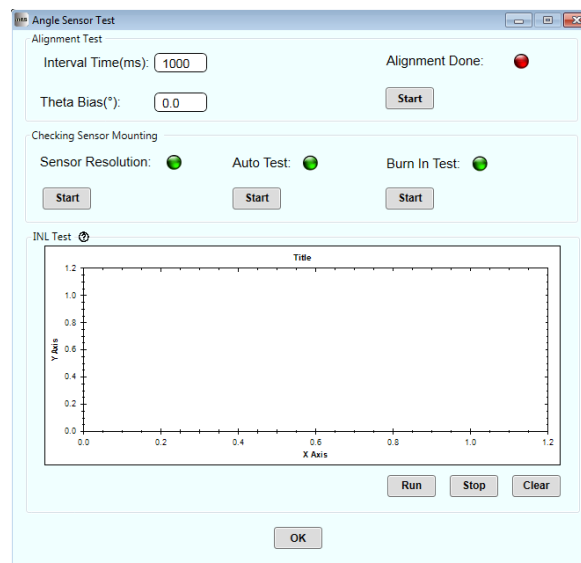 Angle Sensor Test
Alignment Test
Interval Time(ms): 1000 Alignment Done:
Theta Bias(°): 0.0 Start
Checking Sensor Mounting
Sensor Resolution: Auto Test: Burn In Test:
Start Start Start
INL Test
Title
1.2
1.0
0.8
0.6
0.4
0.2
0.0
Y Axis
0.0 0.2 0.4 0.6 0.8 1.0 1.2
X Axis
Run Stop Clear
OK